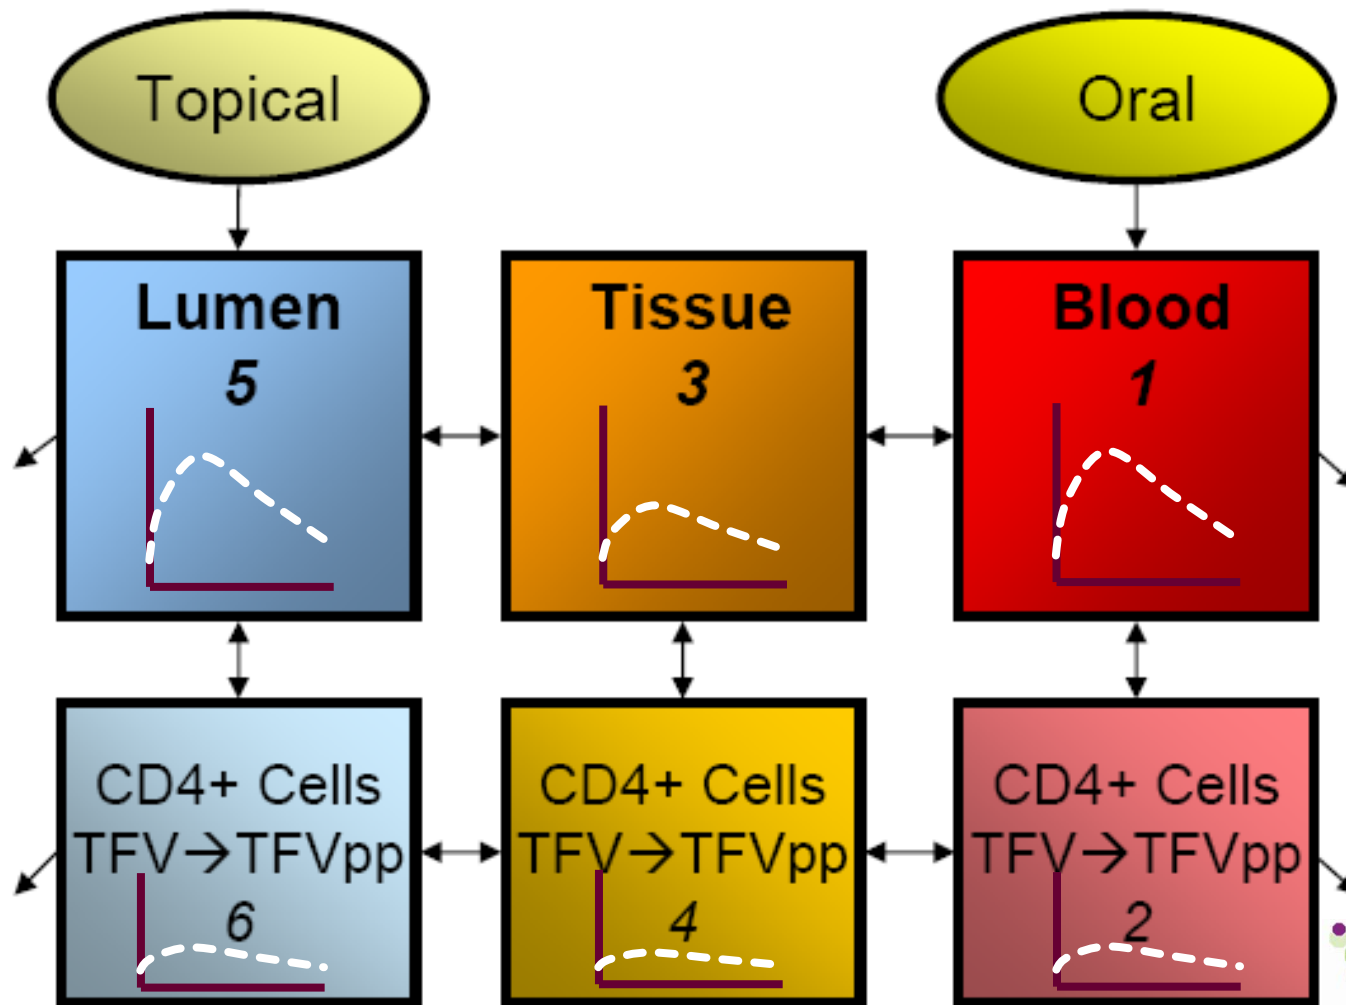 Topical
Oral
Lumen
5
Tissue
3
Blood
1
CD4+ Cells
TFV→TFVpp
6
CD4+ Cells
TFV→TFVpp
4
CD4+ Cells
TFV→TFVpp
2